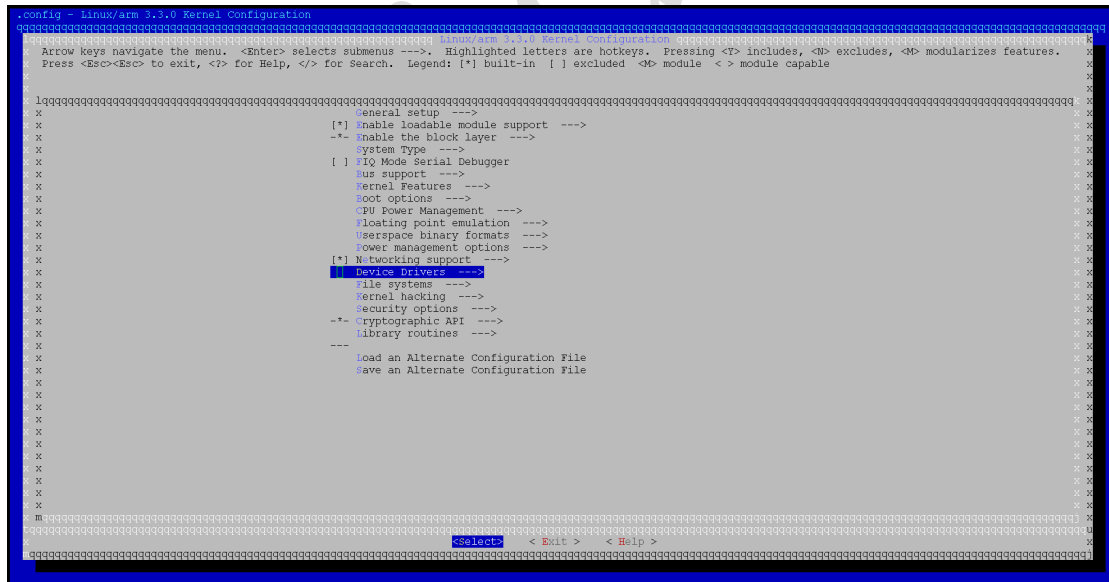 .config - Linux/arm 3.3.0 Kernel Configuration
Linux/arm 3.3.0 Kernel Configuration
Arrow keys navigate the menu.  <Enter> selects submenus --->.  Highlighted letters are hotkeys.  Pressing <Y> includes, <N> excludes, <M> modularizes features.
Press <Esc><Esc> to exit, <?> for Help, </> for Search.  Legend: [*] built-in  [ ] excluded  <M> module  < > module capable
General setup  --->
[*] Enable loadable module support  --->
-*- Enable the block layer  --->
System Type  --->
[ ] FIQ Mode Serial Debugger
Bus support  --->
Kernel Features  --->
Boot options  --->
CPU Power Management  --->
Floating point emulation  --->
Userspace binary formats  --->
Power management options  --->
[*] Networking support  --->
Device Drivers  --->
File systems  --->
Kernel hacking  --->
Security options  --->
-*- Cryptographic API  --->
Library routines  --->
---
Load an Alternate Configuration File
Save an Alternate Configuration File
<Select>    < Exit >    < Help >